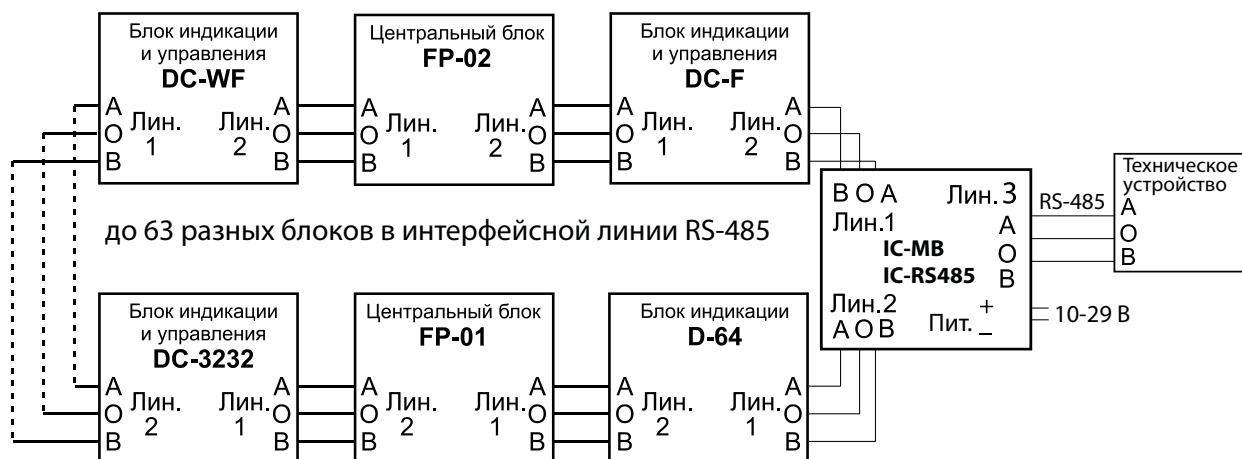 Блок индикации
и управления
DC-WF
A Лин. Лин. A
O 1 2 O
B B
Центральный блок
FP-02
A Лин. Лин. A
O 1 2 O
B B
Блок индикации
и управления
DC-F
A Лин. Лин. A
O 1 2 O
B B
до 63 разных блоков в интерфейсной линии RS-485
В О А Лин. 3
Лин.1 А
IC-MB О
IC-RS485 В
Лин.2 +
А О В Пит. _
RS-485
10-29 В
Техническое
устройство
А
О
В
Блок индикации
и управления
DC-3232
A Лин. Лин. A
O 2 1 O
B B
Центральный блок
FP-01
A Лин. Лин. A
O 2 1 O
B B
Блок индикации
D-64
A Лин. Лин. A
O 2 1 O
B B